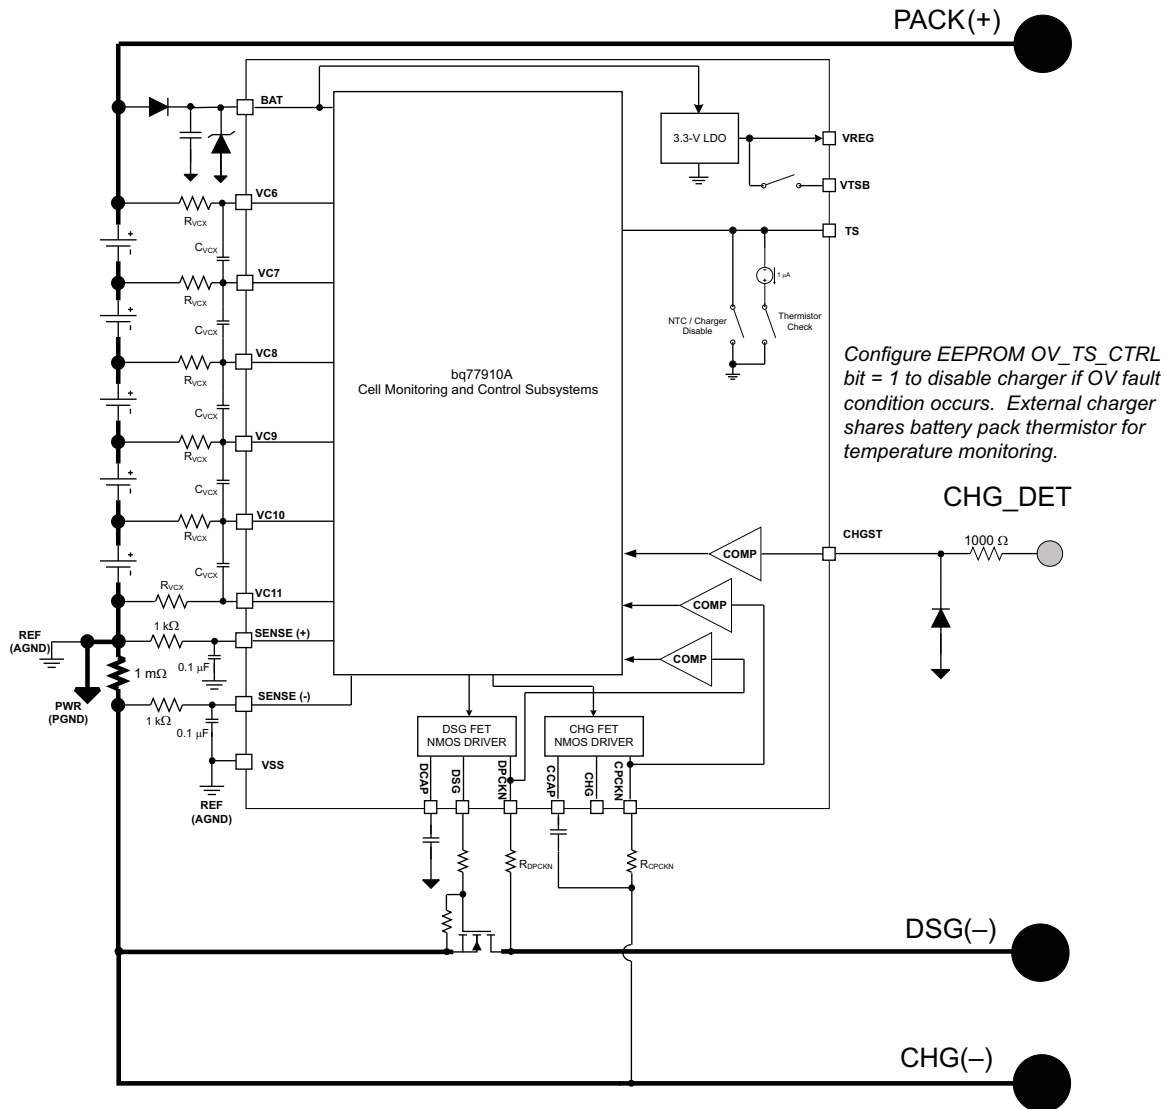 PACK(+)
BAT
3.3-V LDO
VREG
VTSB
VC6
RVCX
CVCX
TS
+
-
VC7
RVCX
1 μA
-
+
CVCX
+
-
NTC / Charger
Disable
Thermistor
Check
VC8
RVCX
bq77910A
Cell Monitoring and Control Subsystems
Configure EEPROM OV_TS_CTRL
bit = 1 to disable charger if OV fault
condition occurs. External charger
shares battery pack thermistor for
temperature monitoring.
CVCX
+
-
VC9
RVCX
CVCX
+
-
CHG_DET
VC10
RVCX
COMP
CHGST
1000 Ω
CVCX
+
-
RVCX
VC11
COMP
REF
(AGND)
1 kΩ
SENSE (+)
0.1 μF
COMP
1 mΩ
PWR
(PGND)
SENSE (-)
1 kΩ
0.1 μF
DSG FET
NMOS DRIVER
CHG FET
NMOS DRIVER
VSS
DCAP
DSG
DPCKN
CCAP
CHG
CPCKN
REF
(AGND)
RDPCKN
RCPCKN
DSG(–)
CHG(–)